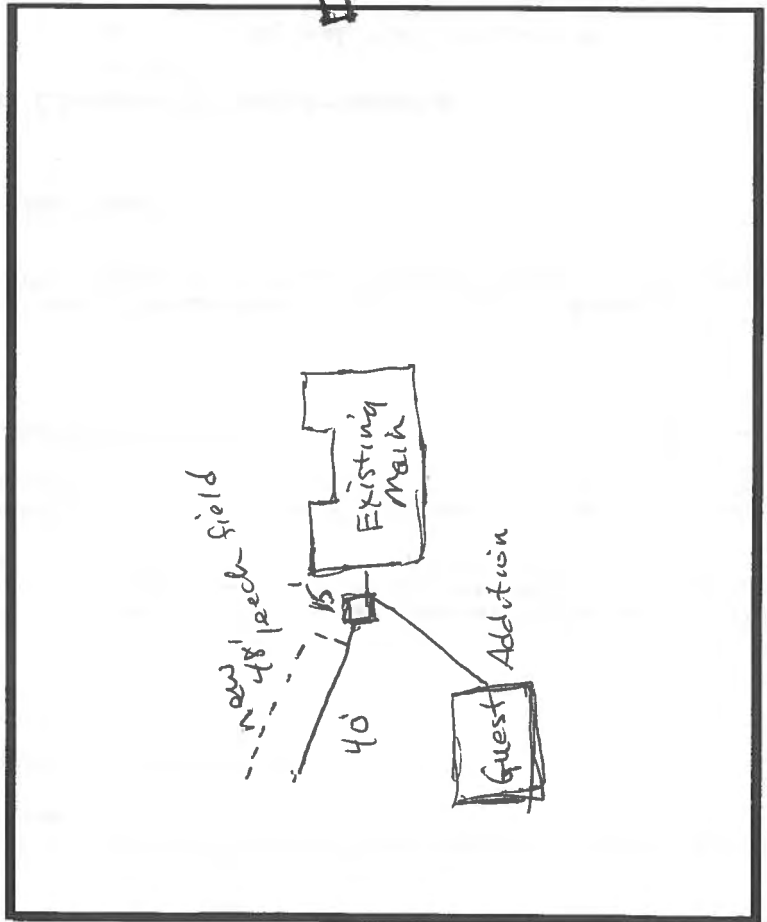 new
48' leech field
15'
40'
Existing
Main
Addition
Guest